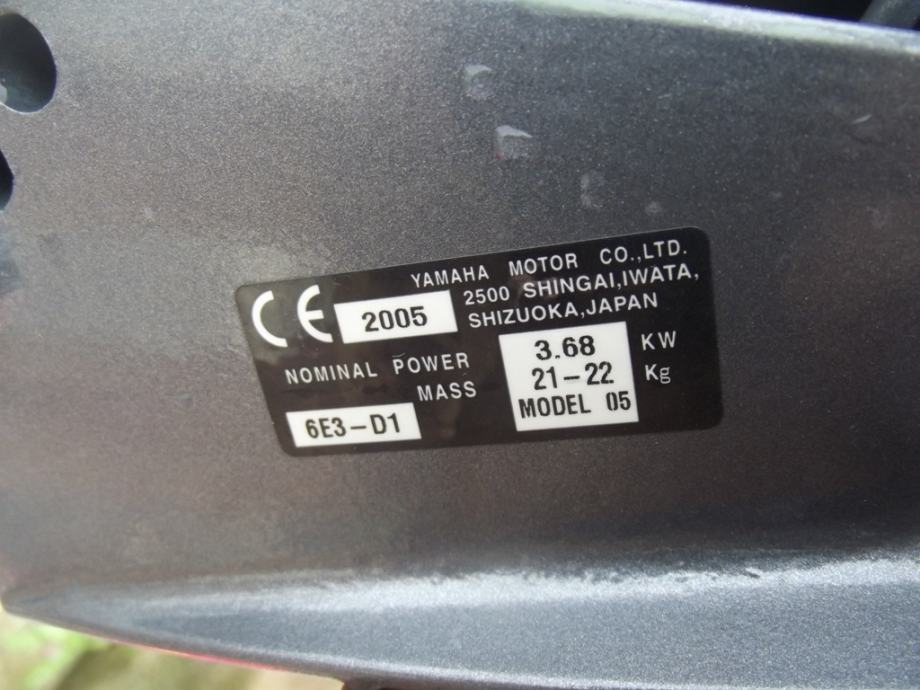 CE 2005
YAMAHA MOTOR CO.,LTD.
2500 SHINGAI,IWATA,
SHIZUOKA,JAPAN
NOMINAL POWER 3.68 KW
MASS 21-22 Kg
6E3-D1 MODEL 05